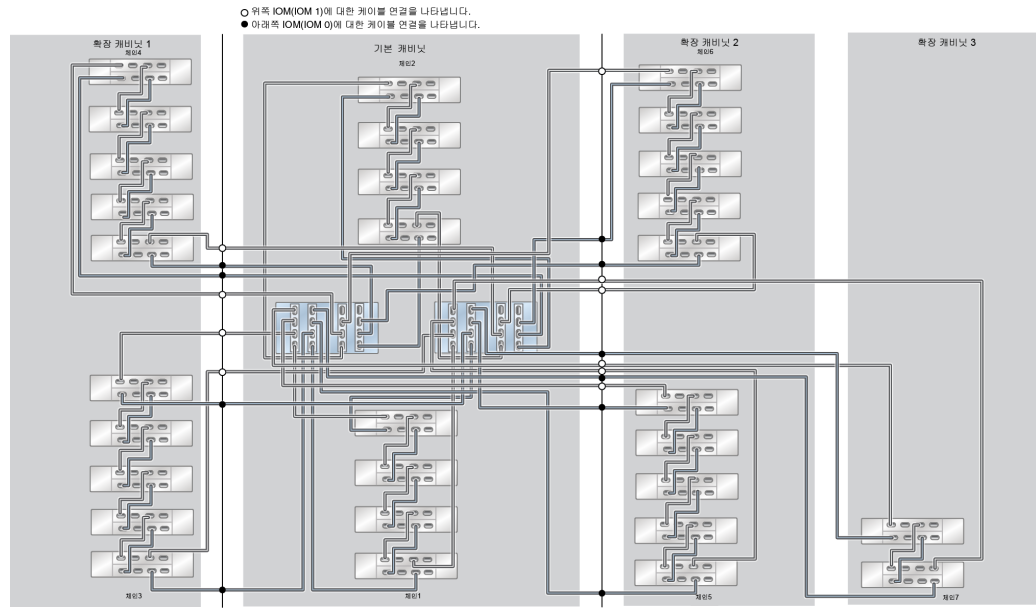 위쪽 IOM(IOM 1)에 대한 케이블 연결을 나타냅니다.
아래쪽 IOM(IOM 0)에 대한 케이블 연결을 나타냅니다.
확장 캐비닛 1
체인4
기본 캐비닛
체인2
확장 캐비닛 2
체인6
확장 캐비닛 3
체인3
체인1
체인5
체인7